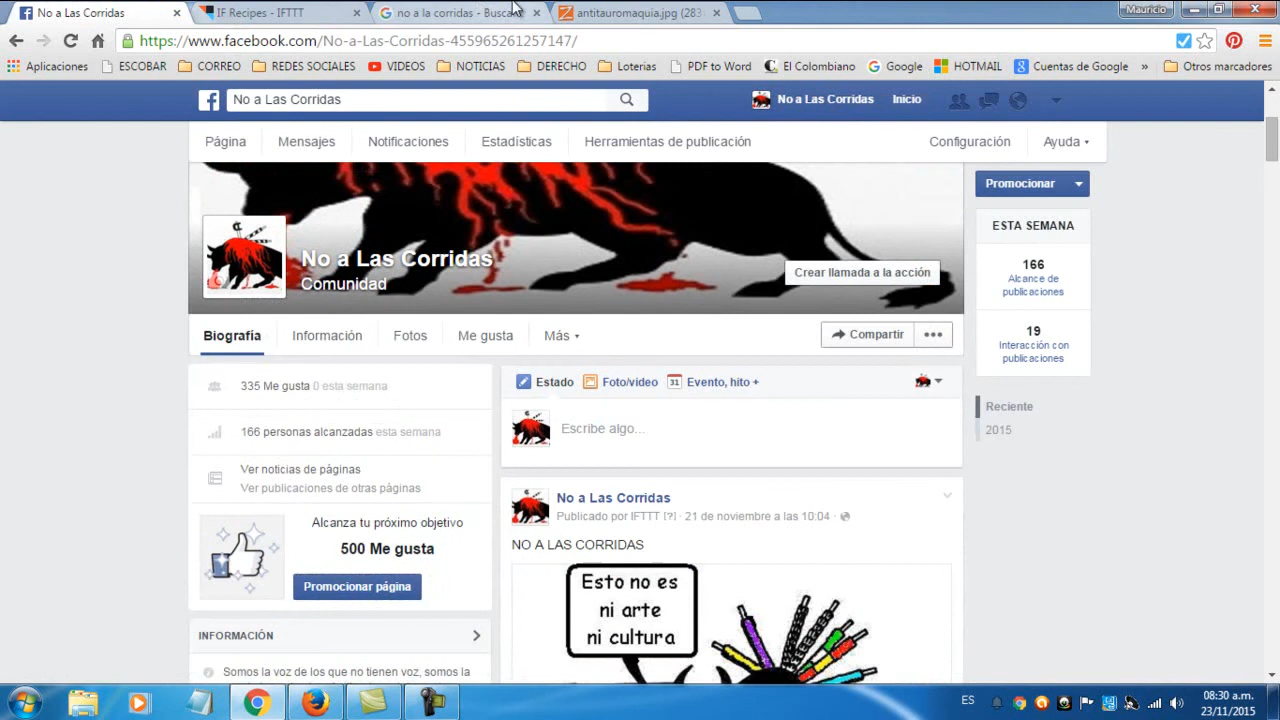 No a Las Corridas
IF Recipes - IFTTT
no a la corridas - Busca
antitauromaquia.jpg (283
Mauricio
https://www.facebook.com/No-a-Las-Corridas-455965261257147/
Aplicaciones
ESCOBAR
CORREO
REDES SOCIALES
VIDEOS
NOTICIAS
DERECHO
Loterias
PDF to Word
El Colombiano
Google
HOTMAIL
Cuentas de Google
»
Otros marcadores
No a Las Corridas
No a Las Corridas
Inicio
Página
Mensajes
Notificaciones
Estadísticas
Herramientas de publicación
Configuración
Ayuda
No a Las Corridas
Comunidad
Crear llamada a la acción
Promocionar
ESTA SEMANA
166
Alcance de
publicaciones
19
Interacción con
publicaciones
Reciente
2015
Biografía
Información
Fotos
Me gusta
Más
Compartir
335 Me gusta 0 esta semana
166 personas alcanzadas esta semana
Ver noticias de páginas
Ver publicaciones de otras páginas
Alcanza tu próximo objetivo
500 Me gusta
Promocionar página
INFORMACIÓN
Somos la voz de los que no tienen voz, somos la
Estado
Foto/video
31
Evento, hito +
Escribe algo...
No a Las Corridas
Publicado por IFTTT [?] · 21 de noviembre a las 10:04 ·
NO A LAS CORRIDAS
Esto no es
ni arte
ni cultura
ES
08:30 a.m.
23/11/2015